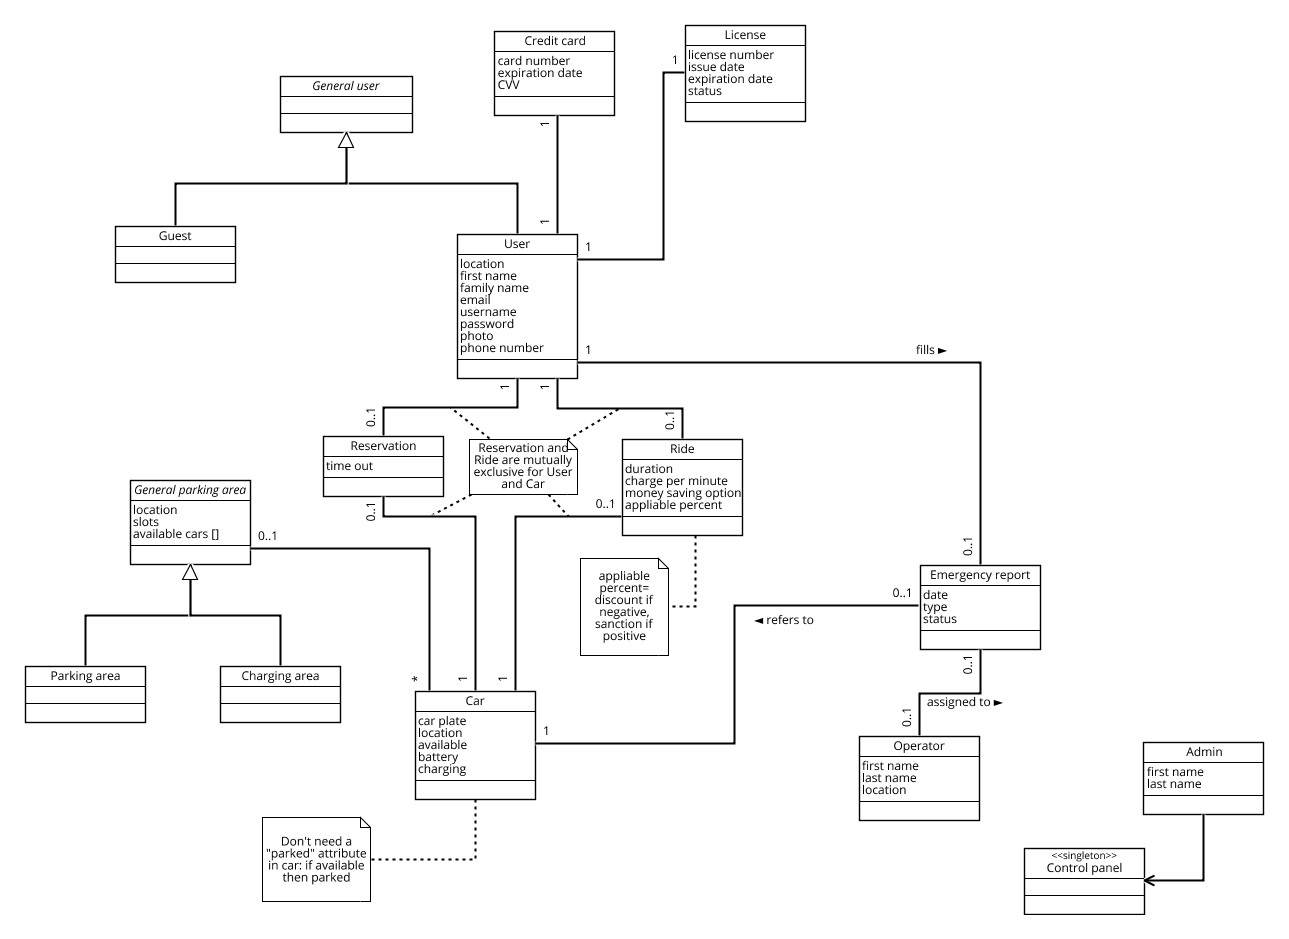 Credit card
card number
expiration date
CVV
License
license number
issue date
expiration date
status
1
1
General user
1
1
Guest
User
location
first name
family name
email
username
password
photo
phone number
1
1
fills ►
1
1
0..1
0..1
Reservation
time out
Reservation and
Ride are mutually
exclusive for User
and Car
Ride
duration
charge per minute
money saving option
appliable percent
0..1
0..1
General parking area
location
slots
available cars []
0..1
appliable
percent=
discount if
negative,
sanction if
positive
0..1
Emergency report
date
type
status
0..1
◄ refers to
Parking area
Charging area
*
1
1
0..1
assigned to ►
0..1
Car
car plate
location
available
battery
charging
1
Operator
first name
last name
location
Admin
first name
last name
Don't need a
"parked" attribute
in car: if available
then parked
<<singleton>>
Control panel